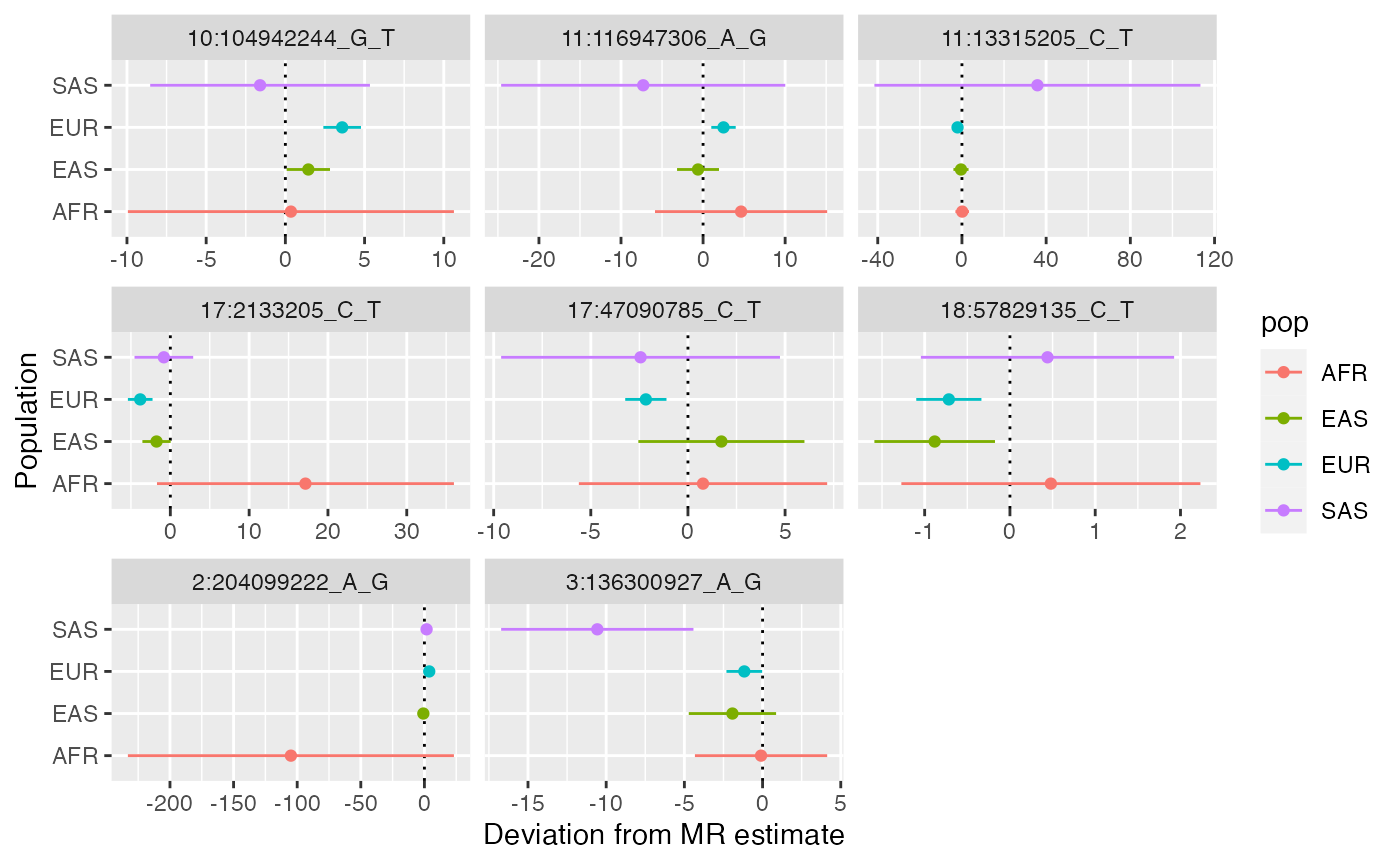 10:104942244_G_T
11:116947306_A_G
11:13315205_C_T
SAS
EUR
EAS
AFR
-10 -5 0 5 10
-20 -10 0 10
-40 0 40 80 120
17:2133205_C_T
17:47090785_C_T
18:57829135_C_T
SAS
EUR
EAS
AFR
0 10 20 30
-10 -5 0 5
-1 0 1 2
2:204099222_A_G
3:136300927_A_G
SAS
EUR
EAS
AFR
-200 -150 -100 -50 0
-15 -10 -5 0 5
Population
Deviation from MR estimate
pop
AFR
EAS
EUR
SAS